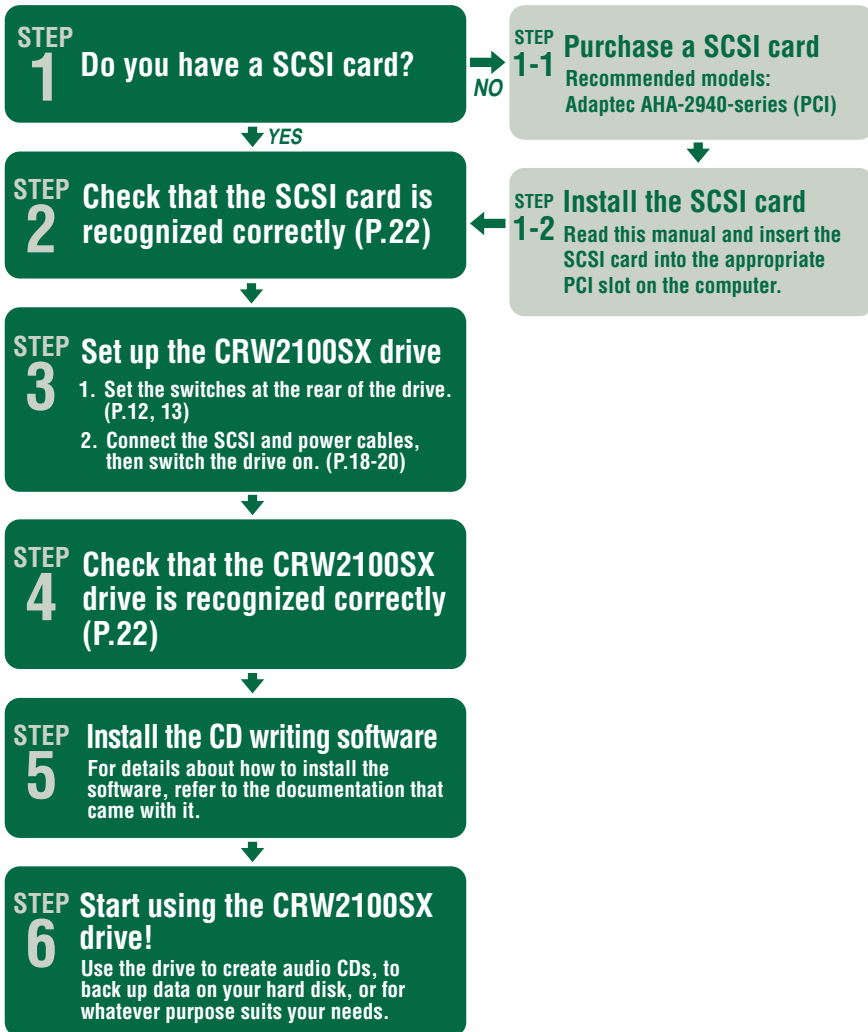 STEP
1
Do you have a SCSI card?
NO
YES
STEP
1-1
Purchase a SCSI card
Recommended models:
Adaptec AHA-2940-series (PCI)
STEP
1-2
Install the SCSI card
Read this manual and insert the
SCSI card into the appropriate
PCI slot on the computer.
STEP
2
Check that the SCSI card is
recognized correctly (P.22)
STEP
3
Set up the CRW2100SX drive
1. Set the switches at the rear of the drive.
(P.12, 13)
2. Connect the SCSI and power cables,
then switch the drive on. (P.18-20)
STEP
4
Check that the CRW2100SX
drive is recognized correctly
(P.22)
STEP
5
Install the CD writing software
For details about how to install the
software, refer to the documentation that
came with it.
STEP
6
Start using the CRW2100SX
drive!
Use the drive to create audio CDs, to
back up data on your hard disk, or for
whatever purpose suits your needs.